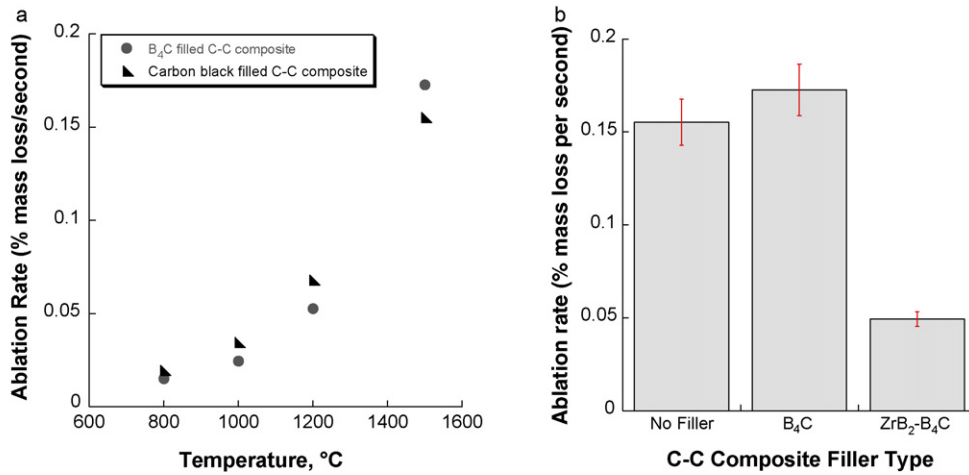 a
Ablation Rate (% mass loss/second)
0.2
0.15
0.1
0.05
0
B₄C filled C-C composite
Carbon black filled C-C composite
600 800 1000 1200 1400 1600
Temperature, °C
b
Ablation rate (% mass loss per second)
0.2
0.15
0.1
0.05
0
No Filler B₄C ZrB₂-B₄C
C-C Composite Filler Type